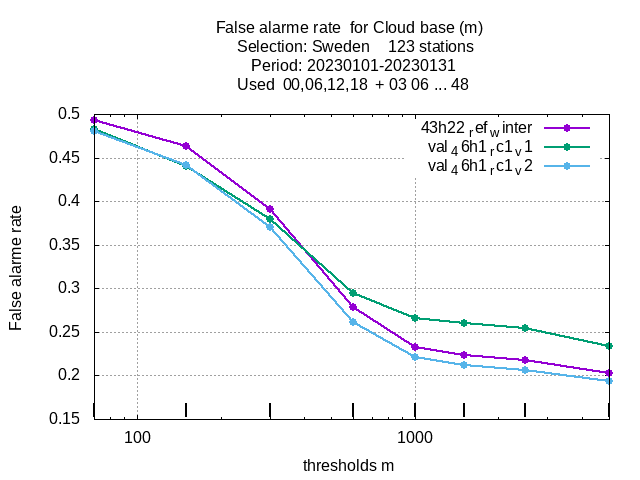 False alarme rate  for Cloud base (m)
Selection: Sweden    123 stations
Period: 20230101-20230131
Used  00,06,12,18  + 03 06 ... 48
0.5
0.45
0.4
0.35
0.3
0.25
0.2
0.15
False alarme rate
43h22 ref winter
val 46h1 rc1 v1
val 46h1 rc1 v2
100
1000
thresholds m